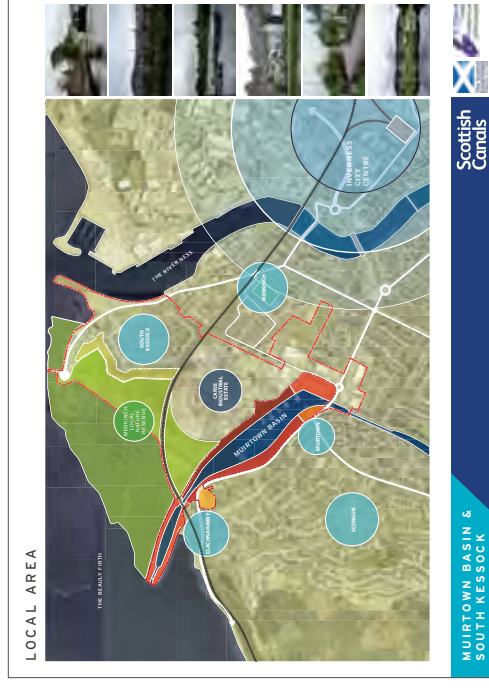 LOCAL AREA
THE BEAULY FIRTH
MERKINCH
LOCAL
NATURE
RESERVE
SOUTH
KESSOCK
THE RIVER NESS
INVERNESS
CITY
CENTRE
MERKINCH
CARSE
INDUSTRIAL
ESTATE
MUIRTOWN BASIN
CLACHNAHARRY
MUIRTOWN
SCORGUIE
MUIRTOWN BASIN &
SOUTH KESSOCK
Scottish
Canals